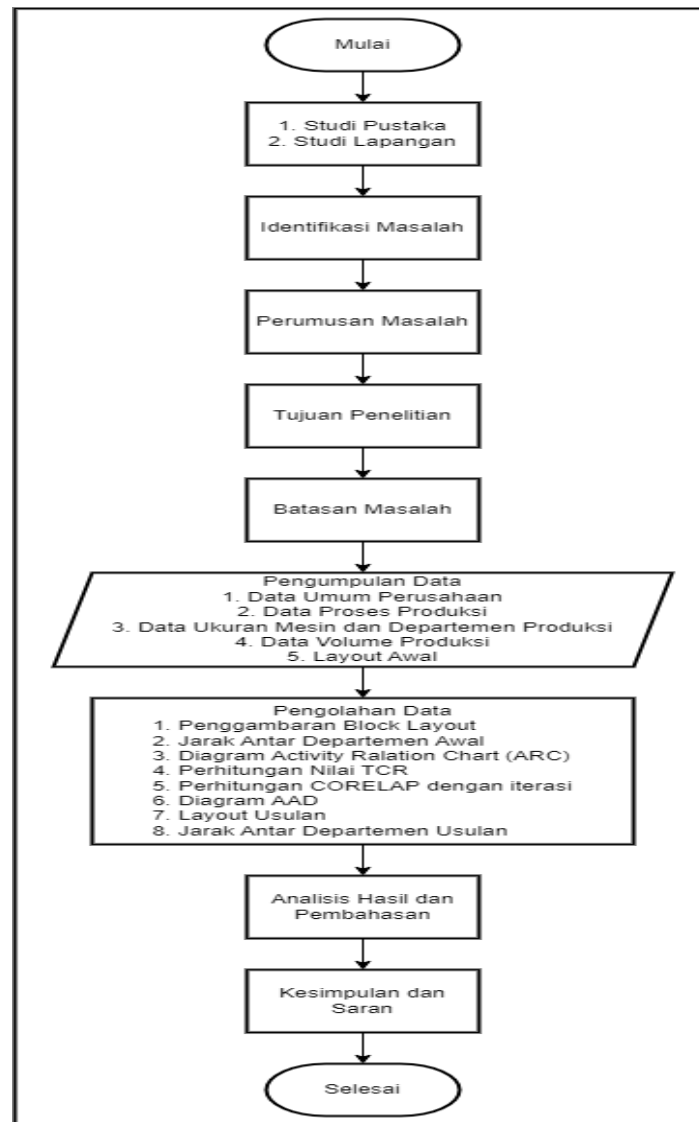 Mulai
1. Studi Pustaka
2. Studi Lapangan
Identifikasi Masalah
Perumusan Masalah
Tujuan Penelitian
Batasan Masalah
Pengumpulan Data
1. Data Umum Perusahaan
2. Data Proses Produksi
3. Data Ukuran Mesin dan Departemen Produksi
4. Data Volume Produksi
5. Layout Awal
Pengolahan Data
1. Penggambaran Block Layout
2. Jarak Antar Departemen Awal
3. Diagram Activity Ralation Chart (ARC)
4. Perhitungan Nilai TCR
5. Perhitungan CORELAP dengan iterasi
6. Diagram AAD
7. Layout Usulan
8. Jarak Antar Departemen Usulan
Analisis Hasil dan
Pembahasan
Kesimpulan dan
Saran
Selesai